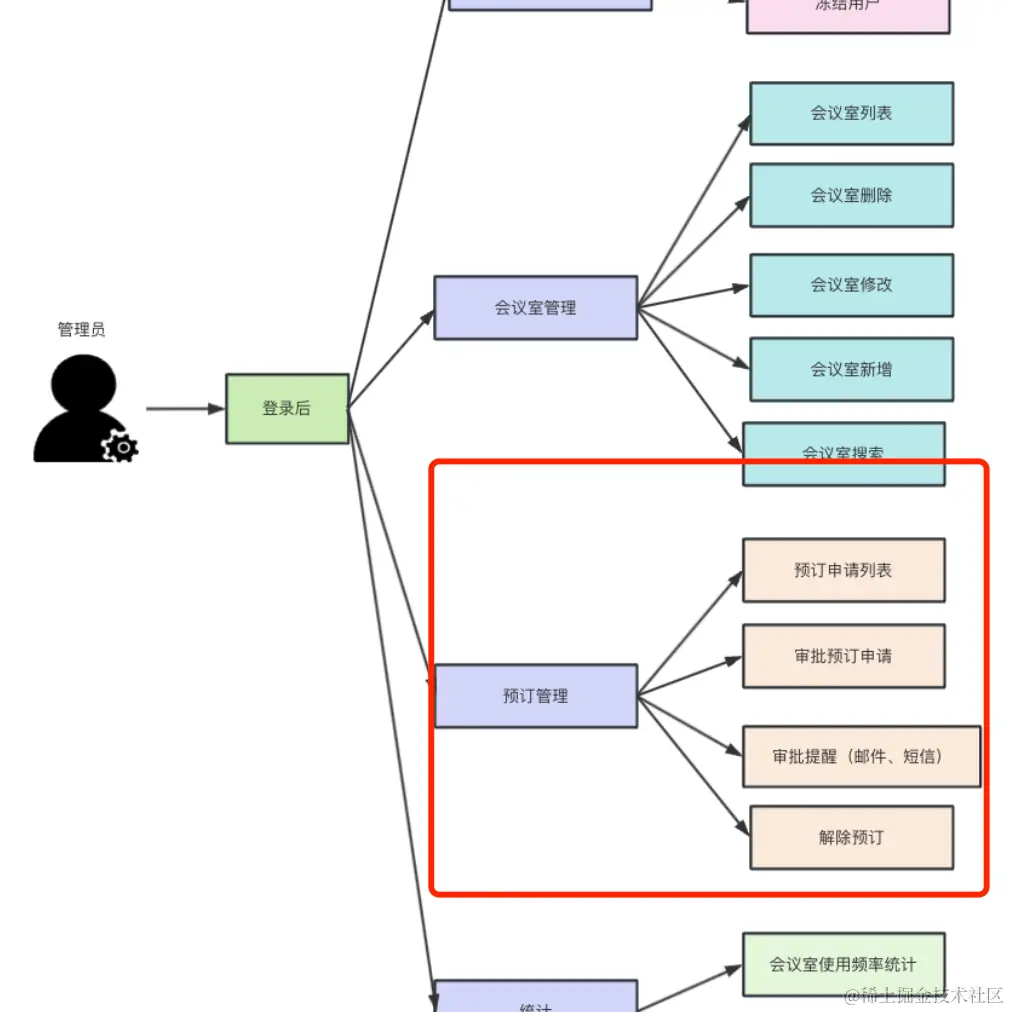 冻结用户
会议室列表
会议室删除
会议室修改
会议室管理
管理员
会议室新增
登录后
会议室搜索
预订申请列表
审批预订申请
预订管理
审批提醒（邮件、短信）
解除预订
会议室使用频率统计
@稀土掘金技术社区
统计